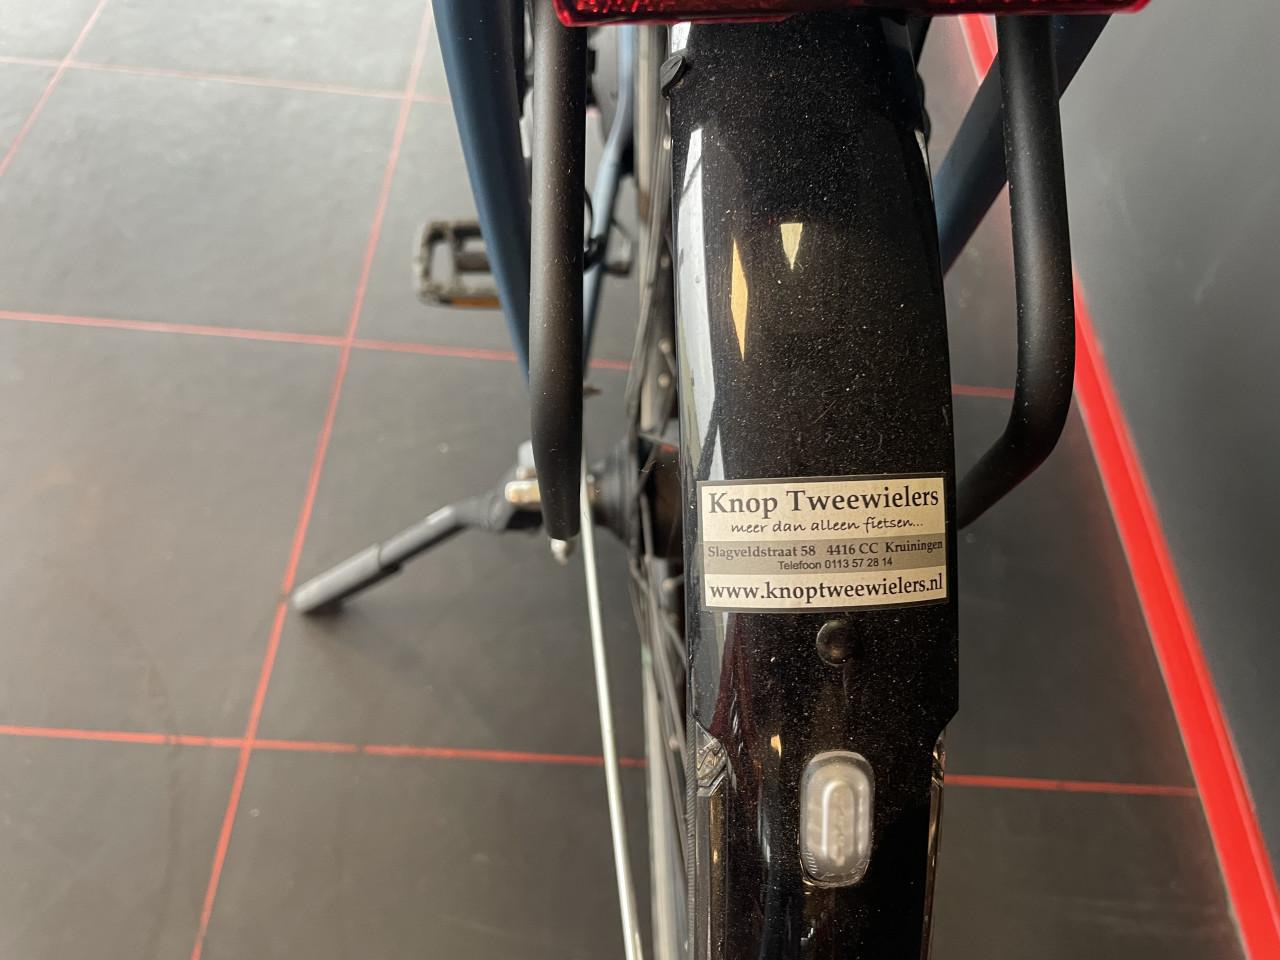 Knop Tweewielers
meer dan alleen fietsen...
Slagveldstraat 58 4416 CC Kruiningen
Telefoon 0113 57 28 14
www.knoptweewielers.nl